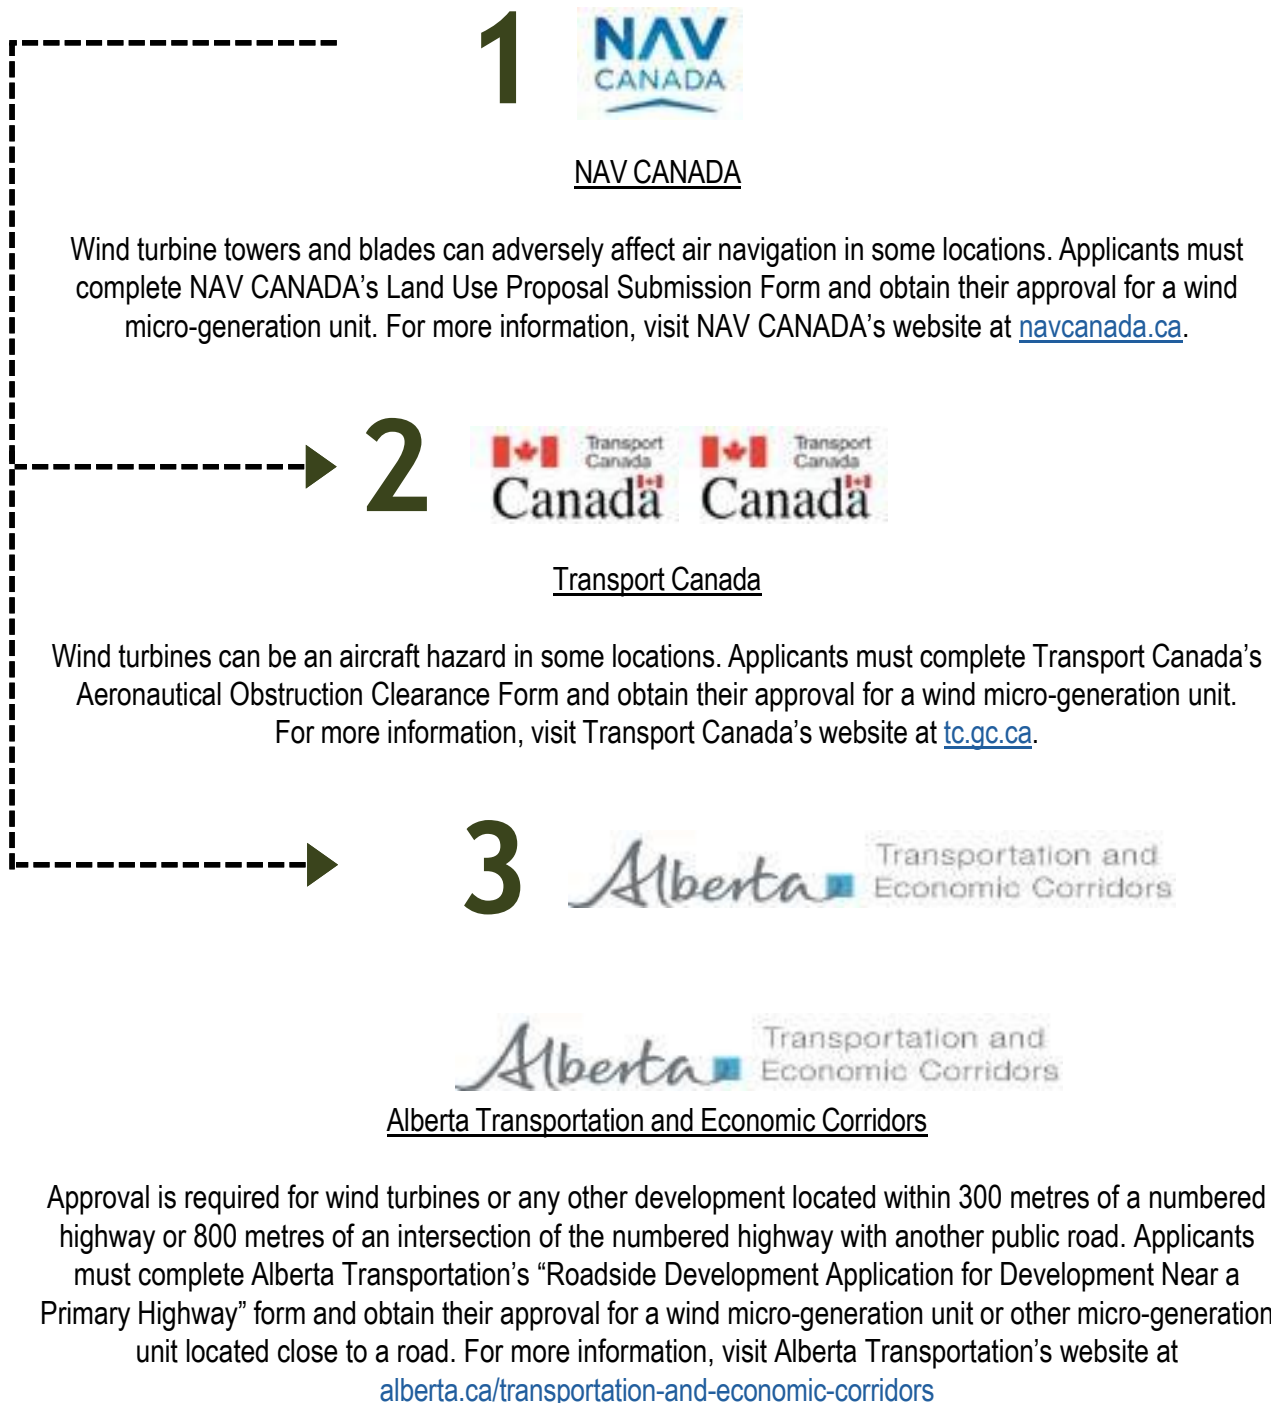 1
NAV
CANADA
NAV CANADA
Wind turbine towers and blades can adversely affect air navigation in some locations. Applicants must
complete NAV CANADA’s Land Use Proposal Submission Form and obtain their approval for a wind
micro-generation unit. For more information, visit NAV CANADA’s website at navcanada.ca.
2
Transport
Canada
Canada
Transport
Canada
Canada
Transport Canada
Wind turbines can be an aircraft hazard in some locations. Applicants must complete Transport Canada’s
Aeronautical Obstruction Clearance Form and obtain their approval for a wind micro-generation unit.
For more information, visit Transport Canada’s website at tc.gc.ca.
3
Alberta
Transportation and
Economic Corridors
Alberta
Transportation and
Economic Corridors
Alberta Transportation and Economic Corridors
Approval is required for wind turbines or any other development located within 300 metres of a numbered
highway or 800 metres of an intersection of the numbered highway with another public road. Applicants
must complete Alberta Transportation’s “Roadside Development Application for Development Near a
Primary Highway” form and obtain their approval for a wind micro-generation unit or other micro-generation
unit located close to a road. For more information, visit Alberta Transportation’s website at
alberta.ca/transportation-and-economic-corridors